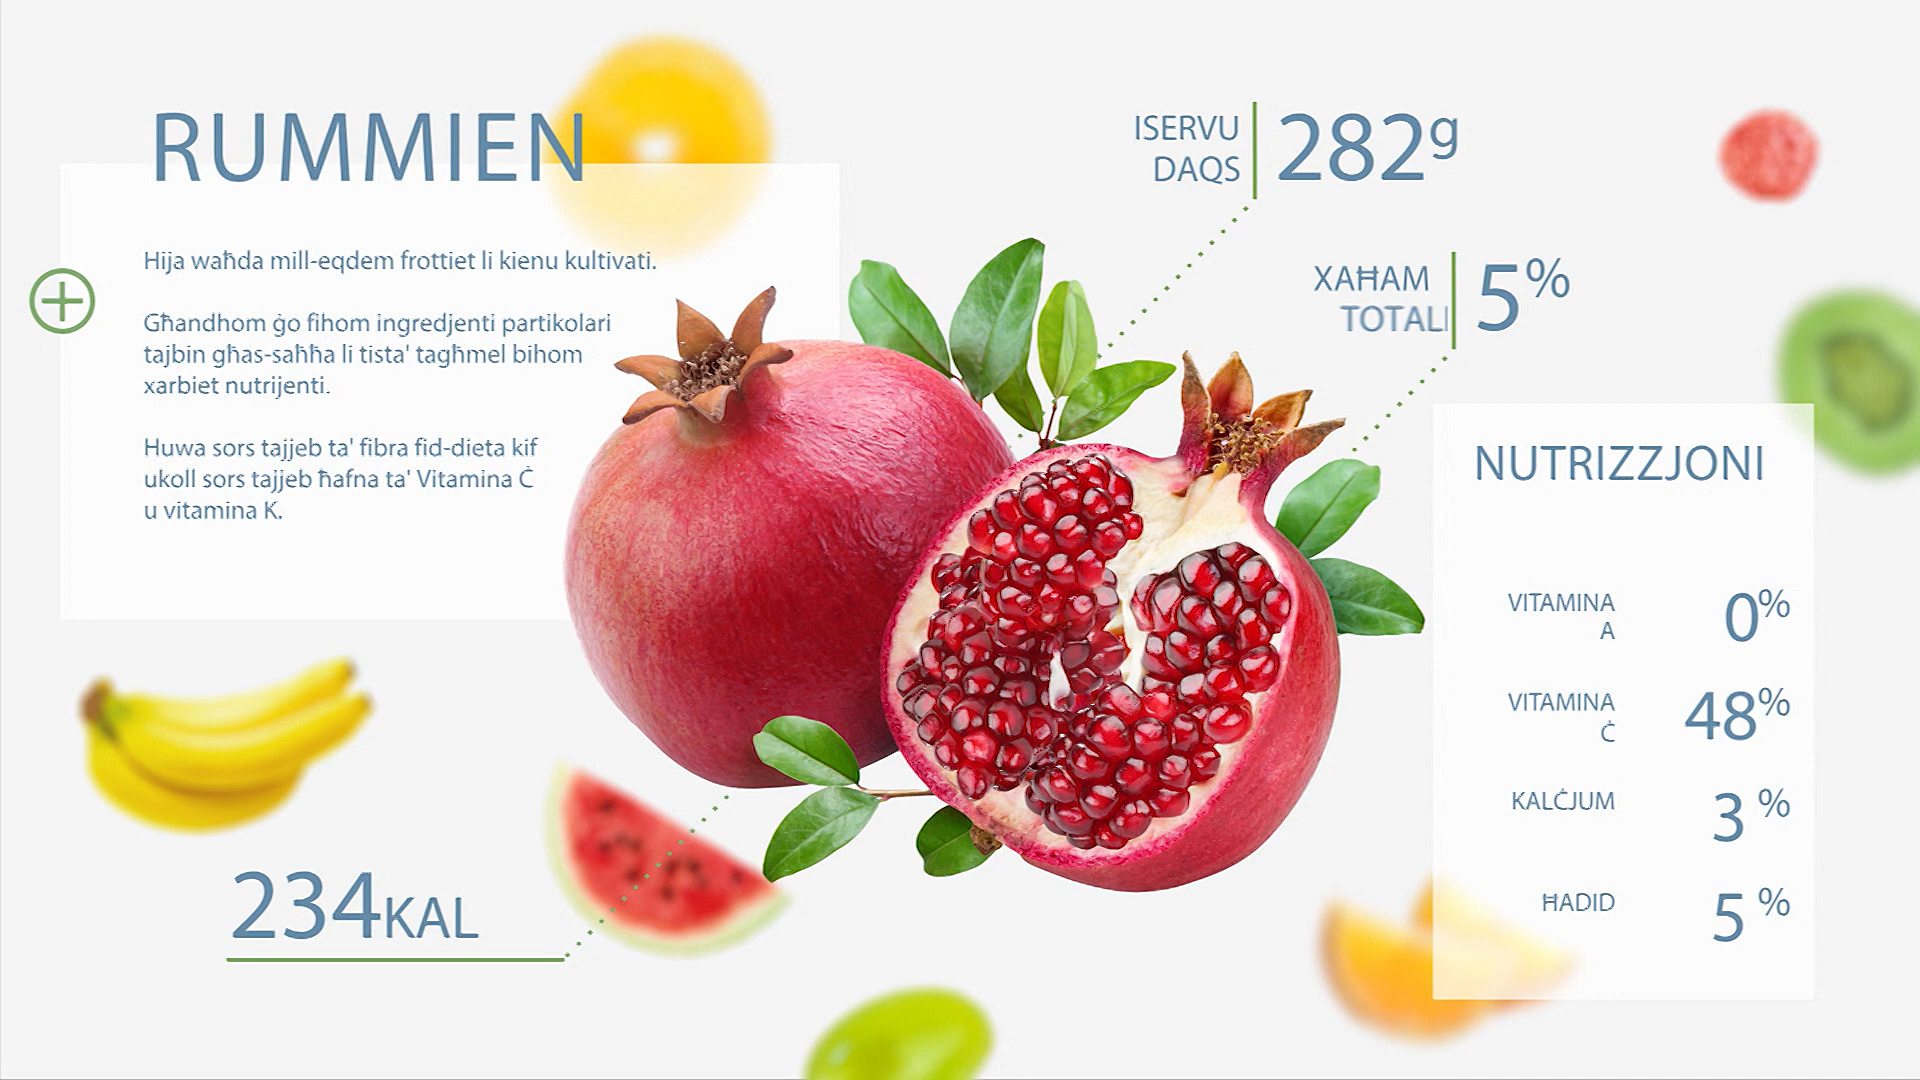 RUMMIEN
Hija waħda mill-eqdem frottiet li kienu kultivati.
Għandhom ġo fihom ingredjenti partikolari
tajbin għas-saħħa li tista' tagħmel bihom
xarbiet nutrijenti.
Huwa sors tajjeb ta' fibra fid-dieta kif
ukoll sors tajjeb ħafna ta' Vitamina Ċ
u vitamina K.
234KAL
ISERVU
DAQS
282g
XAĦAM
TOTALI
5%
NUTRIZZJONI
VITAMINA
A
0%
VITAMINA
Ċ
48%
KALĊJUM
3 %
ĦADID
5 %